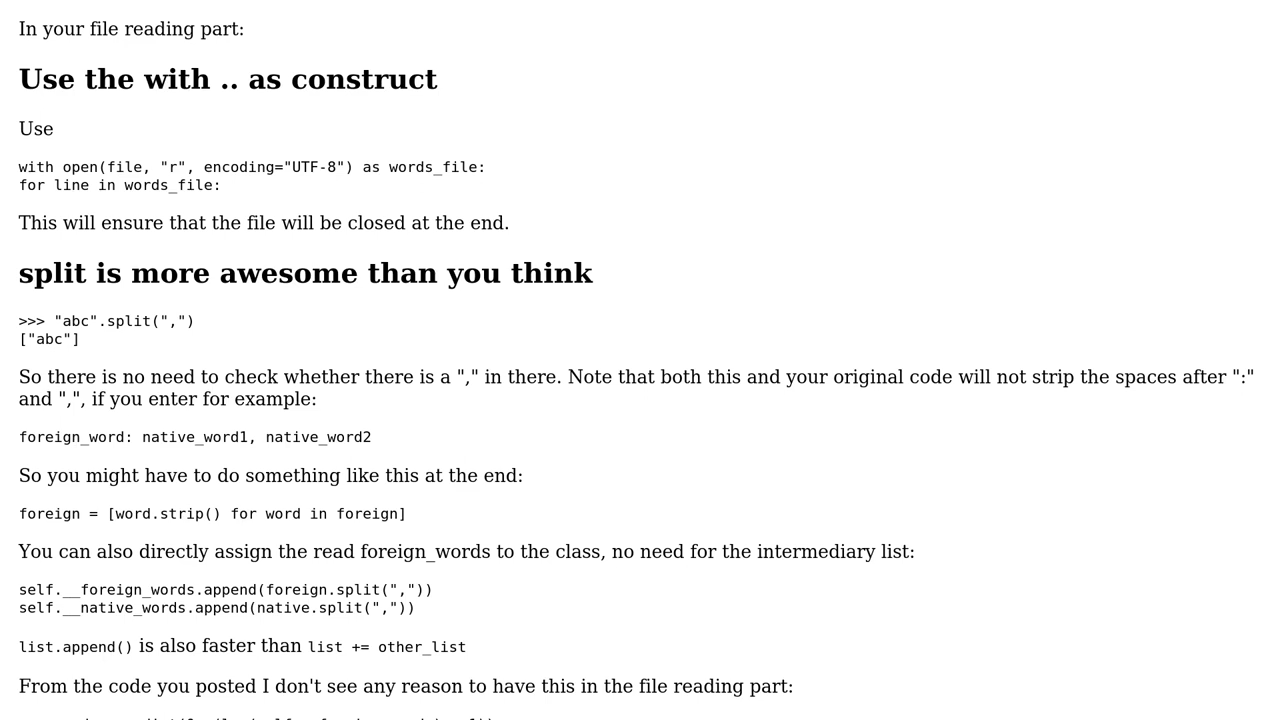 In your file reading part:
Use the with .. as construct
Use
with open(file, "r", encoding="UTF-8") as words_file:
for line in words_file:
This will ensure that the file will be closed at the end.
split is more awesome than you think
>>> "abc".split(",")
["abc"]
So there is no need to check whether there is a "," in there. Note that both this and your original code will not strip the spaces after ":"
and ",", if you enter for example:
foreign_word: native_word1, native_word2
So you might have to do something like this at the end:
foreign = [word.strip() for word in foreign]
You can also directly assign the read foreign_words to the class, no need for the intermediary list:
self.__foreign_words.append(foreign.split(","))
self.__native_words.append(native.split(","))
list.append() is also faster than list += other_list
From the code you posted I don't see any reason to have this in the file reading part: